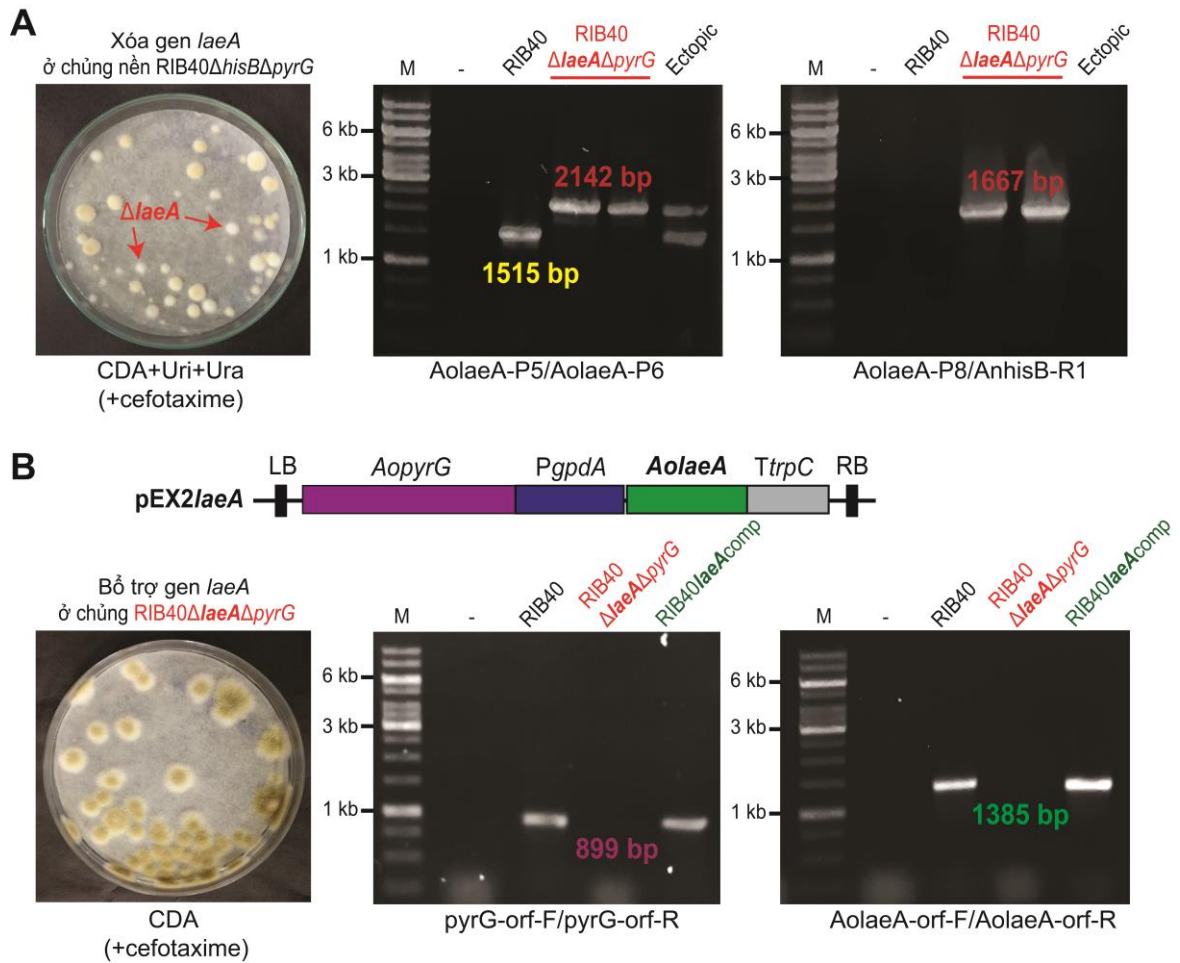 A
Xóa gen laeA
ở chủng nền RIB40ΔhisBΔpyrG
ΔlaeA
CDA+Uri+Ura
(+cefotaxime)
M
-
RIB40
RIB40
ΔlaeAΔpyrG
Ectopic
6 kb
3 kb
1 kb
2142 bp
1515 bp
AolaeA-P5/AolaeA-P6
M
-
RIB40
RIB40
ΔlaeAΔpyrG
Ectopic
6 kb
3 kb
1 kb
1667 bp
AolaeA-P8/AnhisB-R1
B
pEX2laeA
LB
AopyrG
PgpdA
AolaeA
TtrpC
RB
Bổ trợ gen laeA
ở chủng RIB40ΔlaeAΔpyrG
CDA
(+cefotaxime)
M
-
RIB40
RIB40
ΔlaeAΔpyrG
RIB40laeAcomp
6 kb
3 kb
1 kb
899 bp
pyrG-orf-F/pyrG-orf-R
M
-
RIB40
RIB40
ΔlaeAΔpyrG
RIB40laeAcomp
6 kb
3 kb
1 kb
1385 bp
AolaeA-orf-F/AolaeA-orf-R